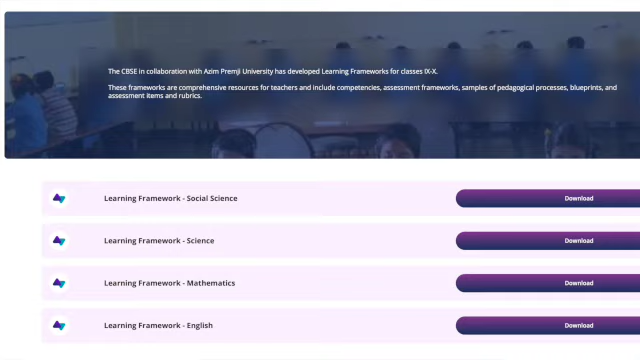 The CBSE in collaboration with Azim Premji University has developed Learning Frameworks for classes IX-X.
These frameworks are comprehensive resources for teachers and include competencies, assessment frameworks, samples of pedagogical processes, blueprints, and
assessment items and rubrics.
Learning Framework - Social Science
Download
Learning Framework - Science
Download
Learning Framework - Mathematics
Download
Learning Framework - English
Download